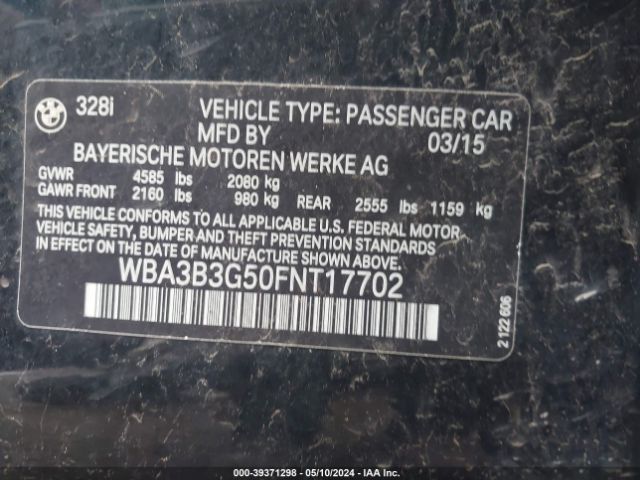 BMW
328i VEHICLE TYPE: PASSENGER CAR
MFD BY 03/15
BAYERISCHE MOTOREN WERKE AG
GVWR 4585 lbs 2080 kg
GAWR FRONT 2160 lbs 980 kg REAR 2555 lbs 1159 kg
THIS VEHICLE CONFORMS TO ALL APPLICABLE U.S. FEDERAL MOTOR
VEHICLE SAFETY, BUMPER AND THEFT PREVENTION STANDARDS
IN EFFECT ON THE DATE OF MANUFACTURE SHOWN ABOVE.
WBA3B3G50FNT17702
2 122 606
000-39371298 - 05/10/2024 - IAA Inc.